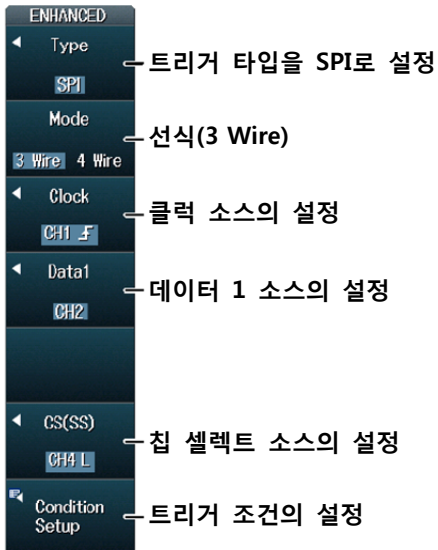 ENHANCED
Type
SPI
트리거 타입을 SPI로 설정
Mode
3 Wire 4 Wire
선식(3 Wire)
Clock
CH1
클럭 소스의 설정
Data1
CH2
데이터 1 소스의 설정
CS(SS)
CH4 L
칩 셀렉트 소스의 설정
Condition
Setup
트리거 조건의 설정